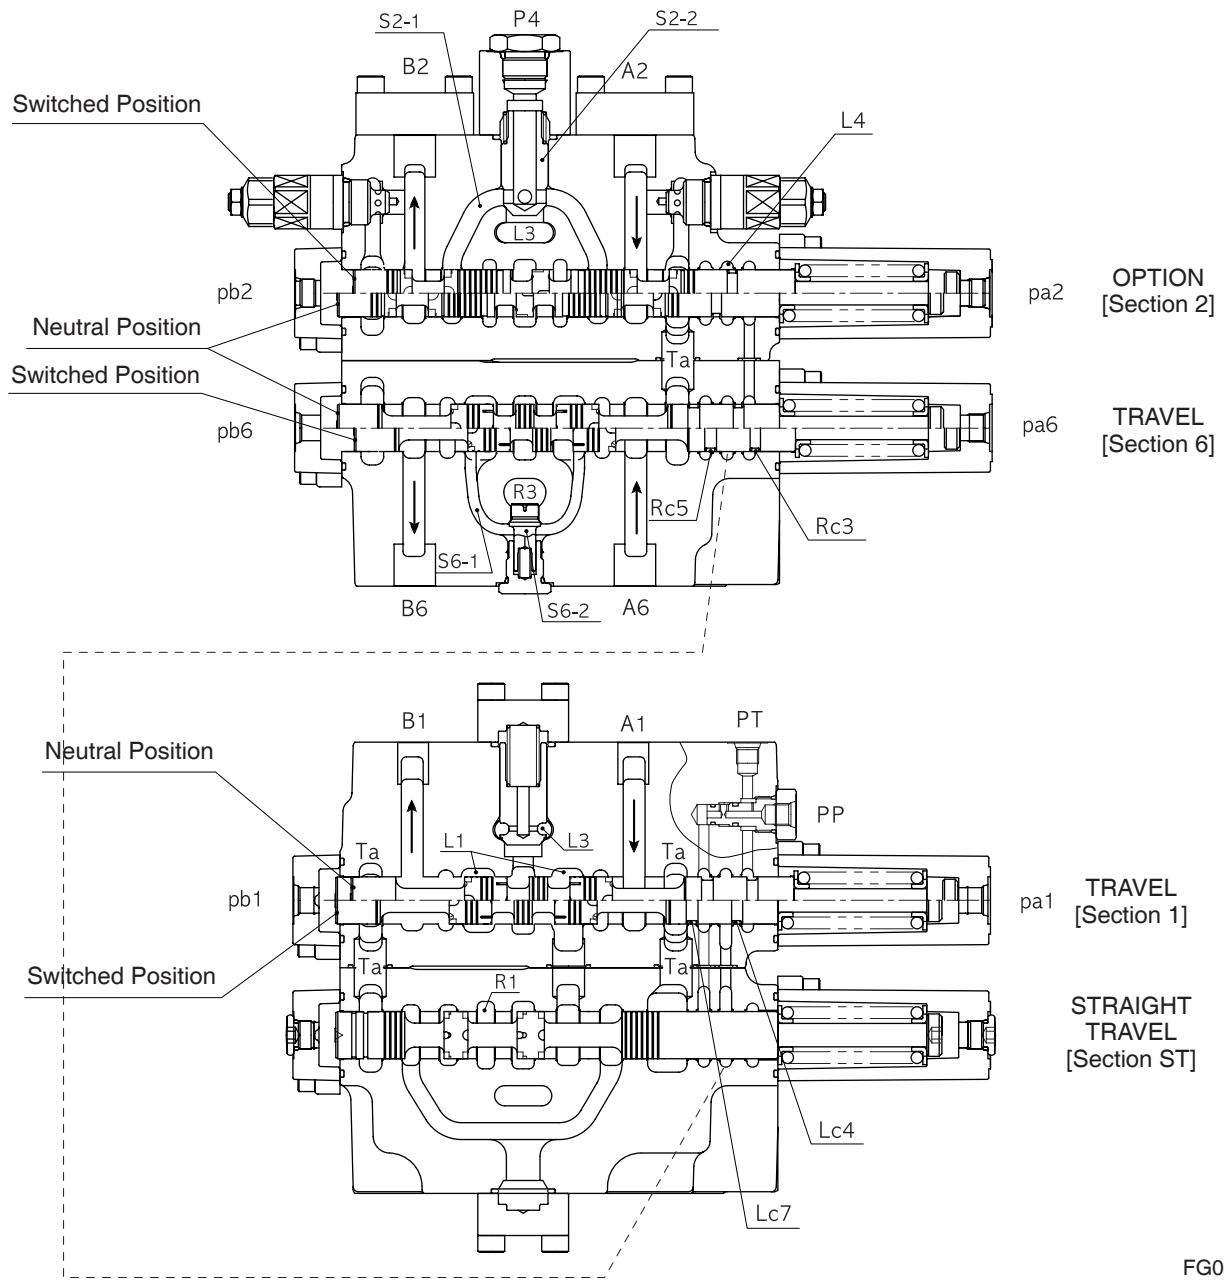 S2-1
P4
S2-2
B2
A2
Switched Position
L4
L3
pb2
pa2
OPTION
[Section 2]
Neutral Position
Ta
Switched Position
pb6
pa6
TRAVEL
[Section 6]
R3
Rc5
Rc3
S6-1
S6-2
B6
A6
B1
A1
PT
Neutral Position
PP
L3
Ta
L1
Ta
pb1
pa1
TRAVEL
[Section 1]
Switched Position
Ta
Ta
R1
STRAIGHT
TRAVEL
[Section ST]
Lc4
Lc7
FG0